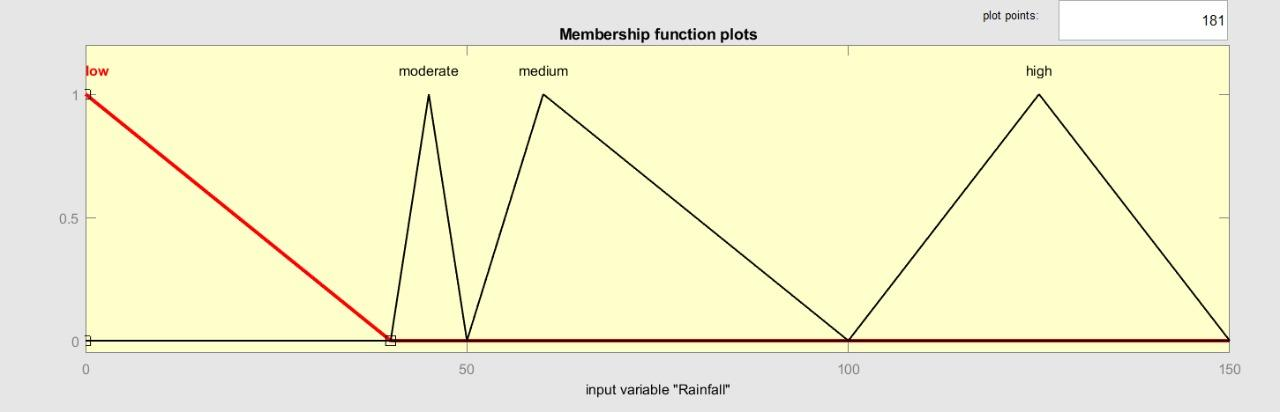 plot points:
181
Membership function plots
low
moderate
medium
high
1
0.5
0
0
50
100
150
input variable "Rainfall"